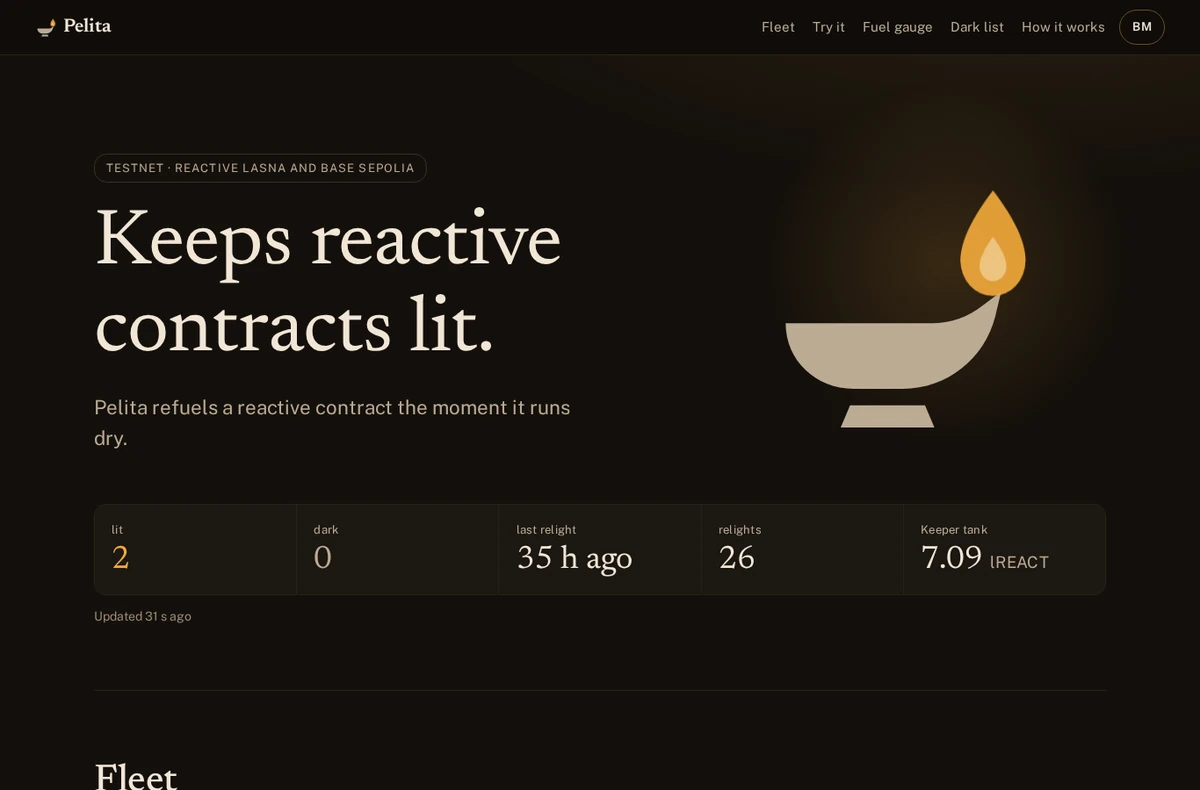 Pelita
Fleet Try it Fuel gauge Dark list How it works BM
TESTNET · REACTIVE LASNA AND BASE SEPOLIA
Keeps reactive
contracts lit.
Pelita refuels a reactive contract the moment it runs
dry.
lit dark last relight relights Keeper tank
2 0 35 h ago 26 7.09 lREACT
Updated 31 s ago
Fleet